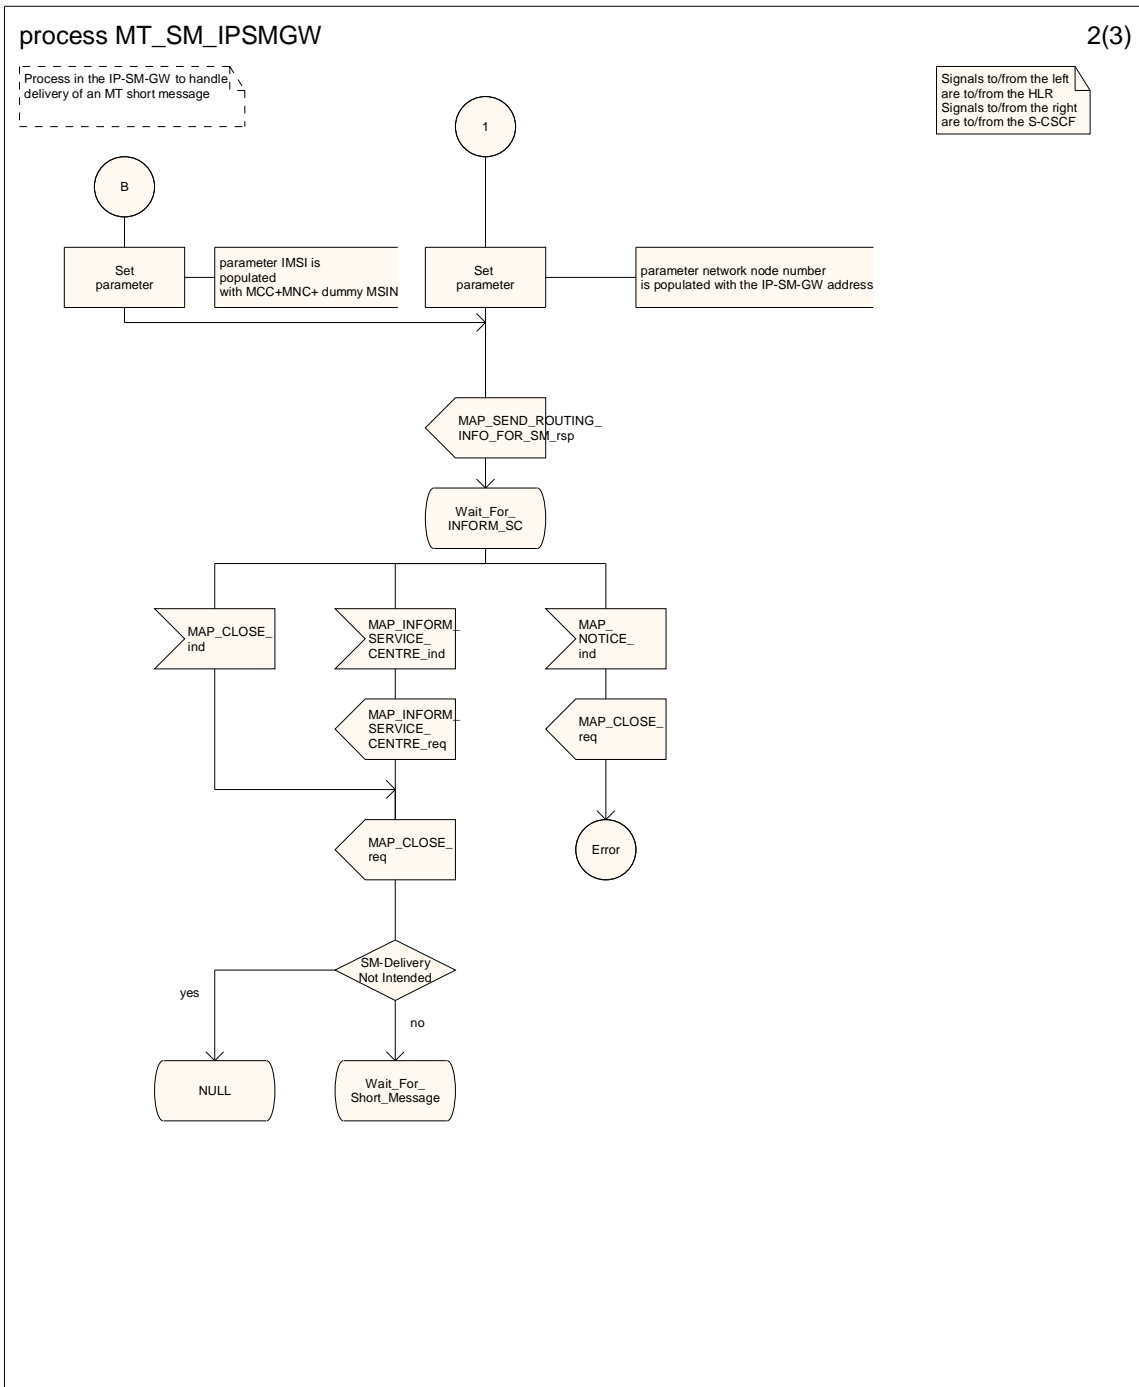 process MT_SM_IPSMGW
2(3)
Process in the IP-SM-GW to handle
delivery of an MT short message
Signals to/from the left
are to/from the HLR
Signals to/from the right
are to/from the S-CSCF
1
B
Set
parameter
parameter IMSI is
populated
with MCC+MNC+ dummy MSIN
Set
parameter
parameter network node number
is populated with the IP-SM-GW address
MAP_SEND_ROUTING_
INFO_FOR_SM_rsp
Wait_For_
INFORM_SC
MAP_CLOSE_
ind
MAP_INFORM_
SERVICE_
CENTRE_ind
MAP_
NOTICE_
ind
MAP_INFORM_
SERVICE_
CENTRE_req
MAP_CLOSE_
req
MAP_CLOSE_
req
Error
SM-Delivery
Not Intended
yes
no
NULL
Wait_For_
Short_Message